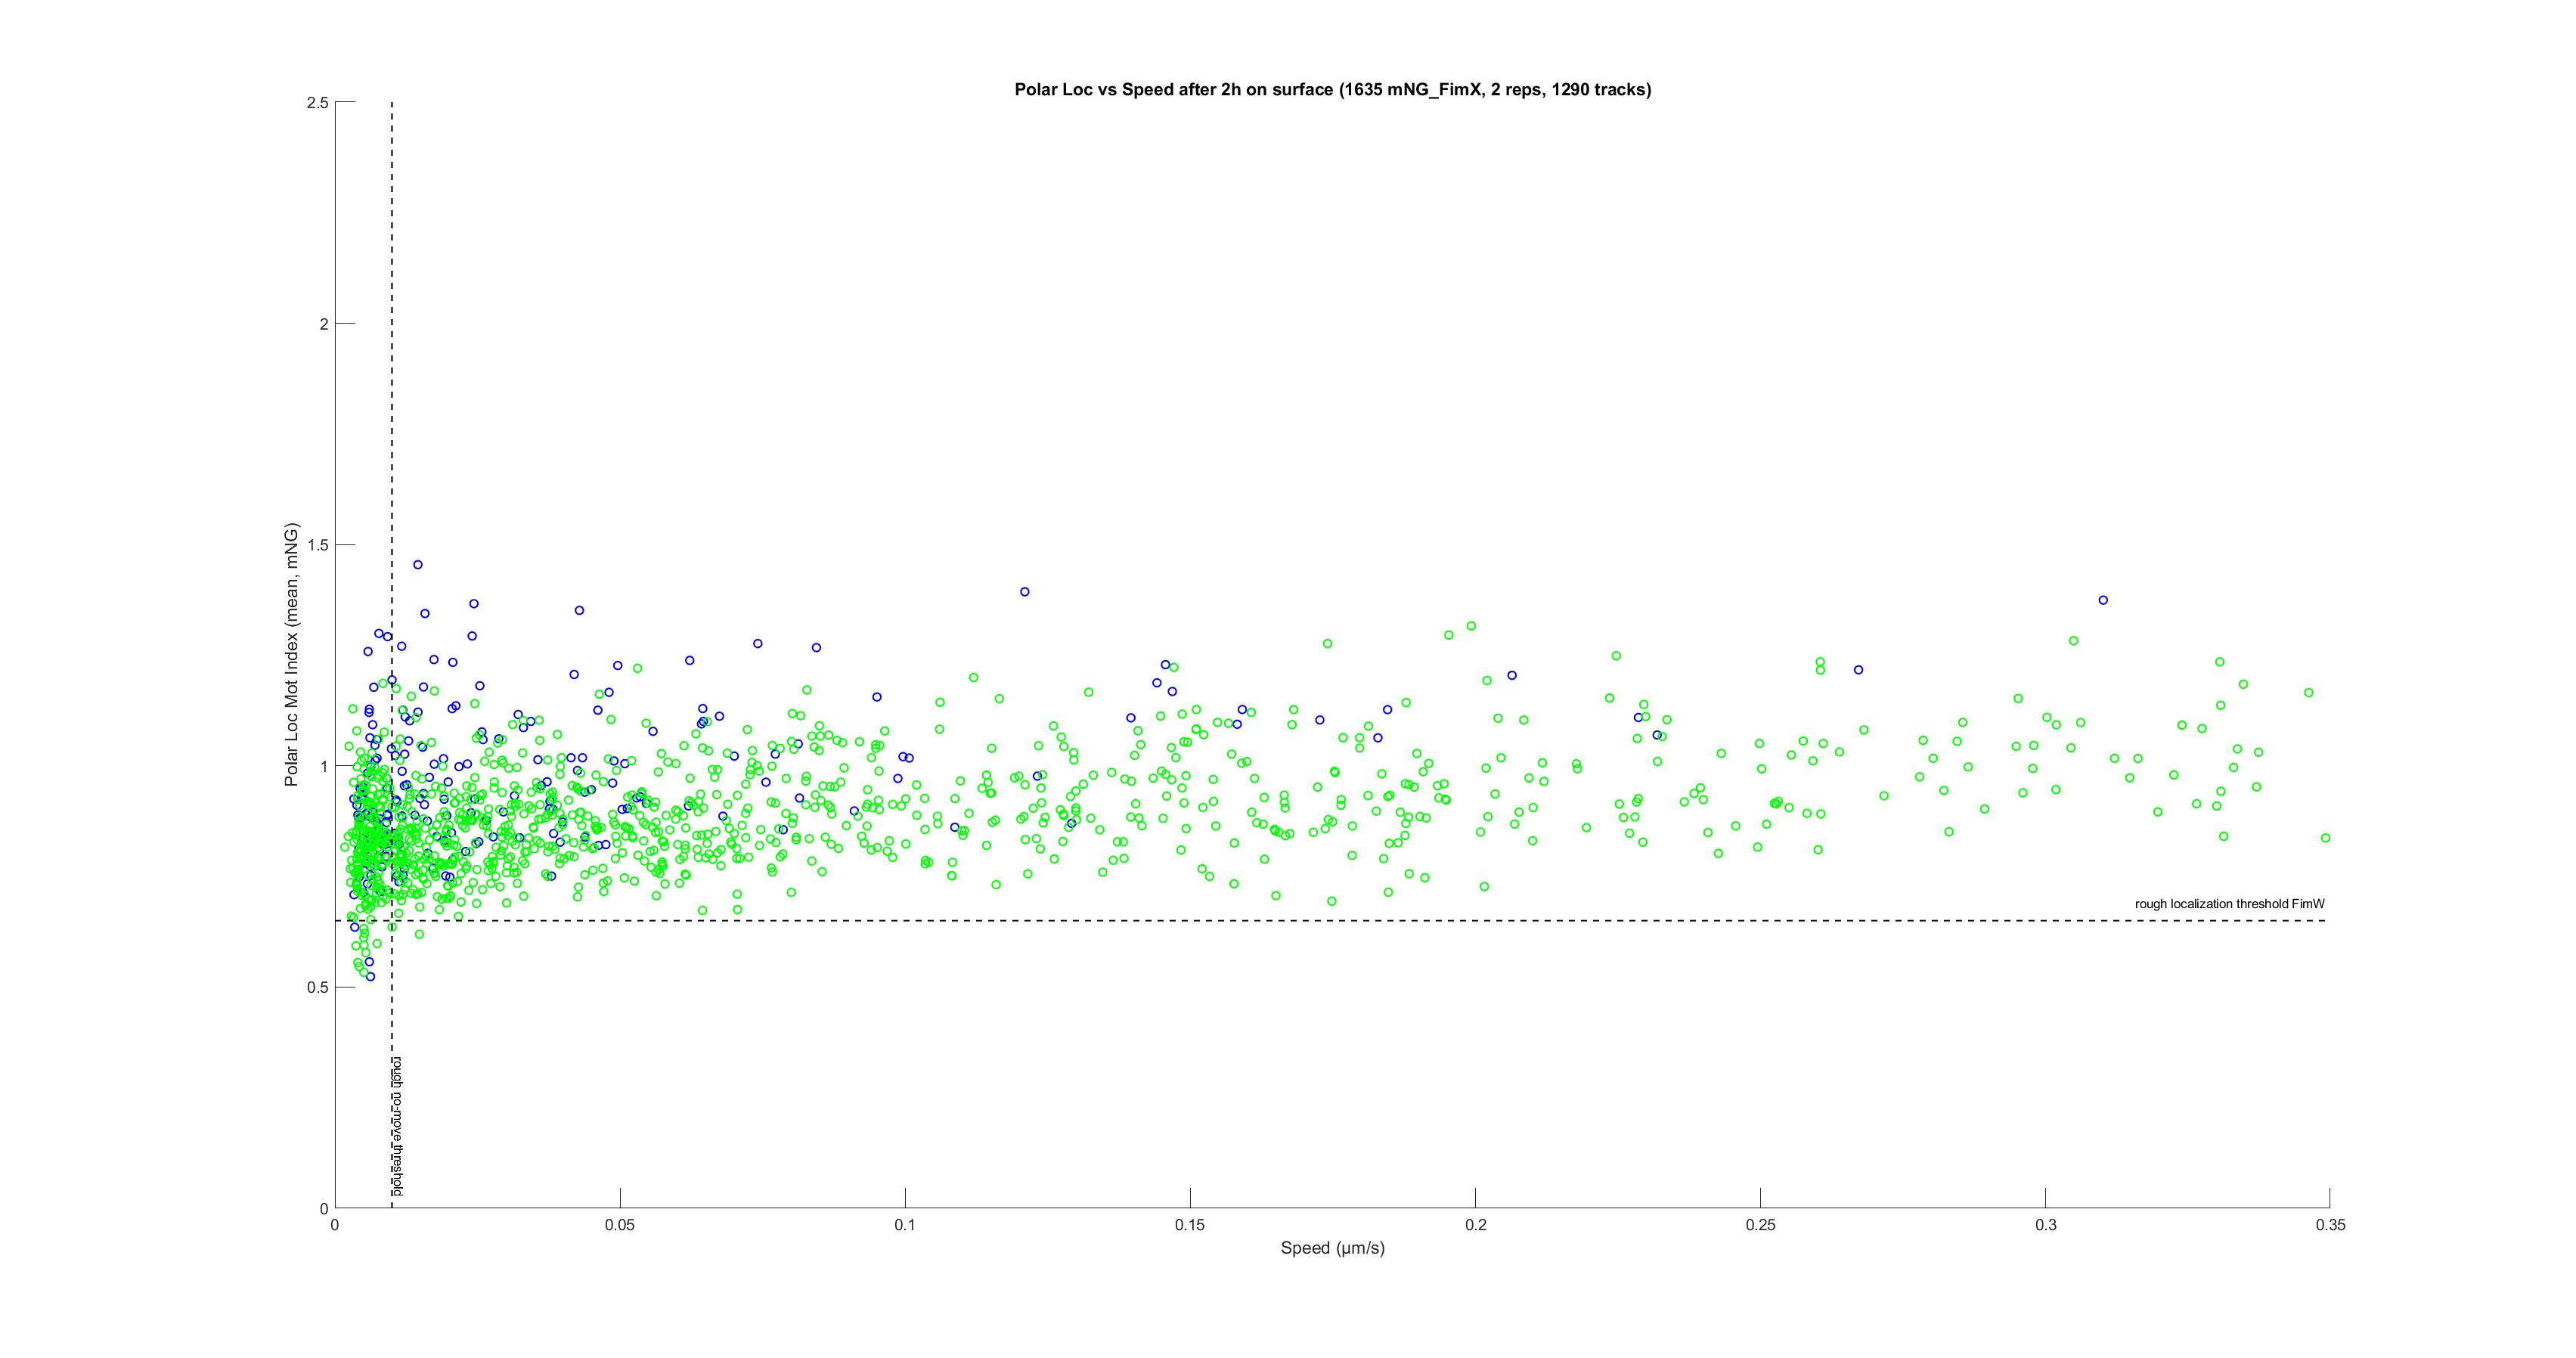 Polar Loc vs Speed after 2h on surface (1635 mNG_FimX, 2 reps, 1290 tracks)
2.5
2
1.5
1
0.5
0
Polar Loc Mot Index (mean, mNG)
rough localization threshold FimW
rough no-move threshold
0
0.05
0.1
0.15
0.2
0.25
0.3
0.35
Speed (µm/s)